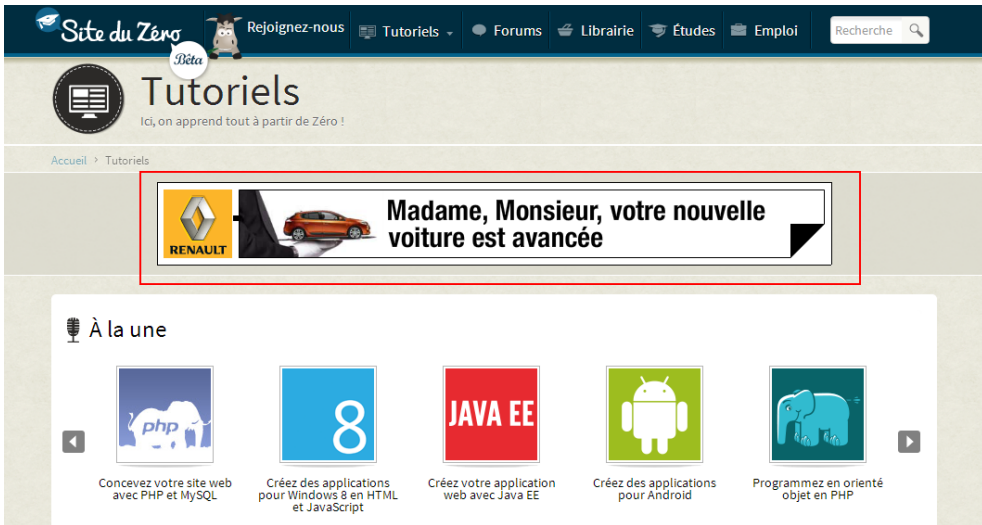 Site du Zéro
Bêta
Rejoignez-nous
Tutoriels
Forums
Librairie
Études
Emploi
Recherche
Tutoriels
Ici, on apprend tout à partir de Zéro !
Accueil > Tutoriels
RENAULT
Madame, Monsieur, votre nouvelle
voiture est avancée
À la une
php
8
JAVA EE
Concevez votre site web
avec PHP et MySQL
Créez des applications
pour Windows 8 en HTML
et JavaScript
Créez votre application
web avec Java EE
Créez des applications
pour Android
Programmez en orienté
objet en PHP